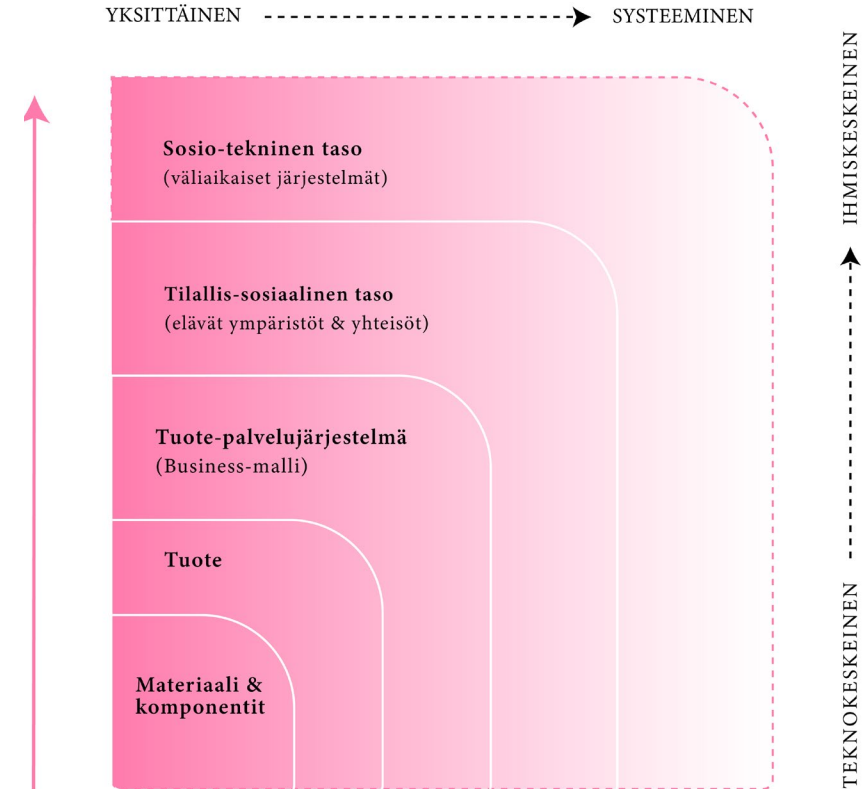 YKSITTÄINEN
SYSTEEMINEN
IHMISKESKEINEN
Sosio-tekninen taso
(väliaikaiset järjestelmät)
Tilallis-sosiaalinen taso
(elävät ympäristöt & yhteisöt)
Tuote-palvelujärjestelmä
(Business-malli)
Tuote
Materiaali &
komponentit
TEKNOKESKEINEN